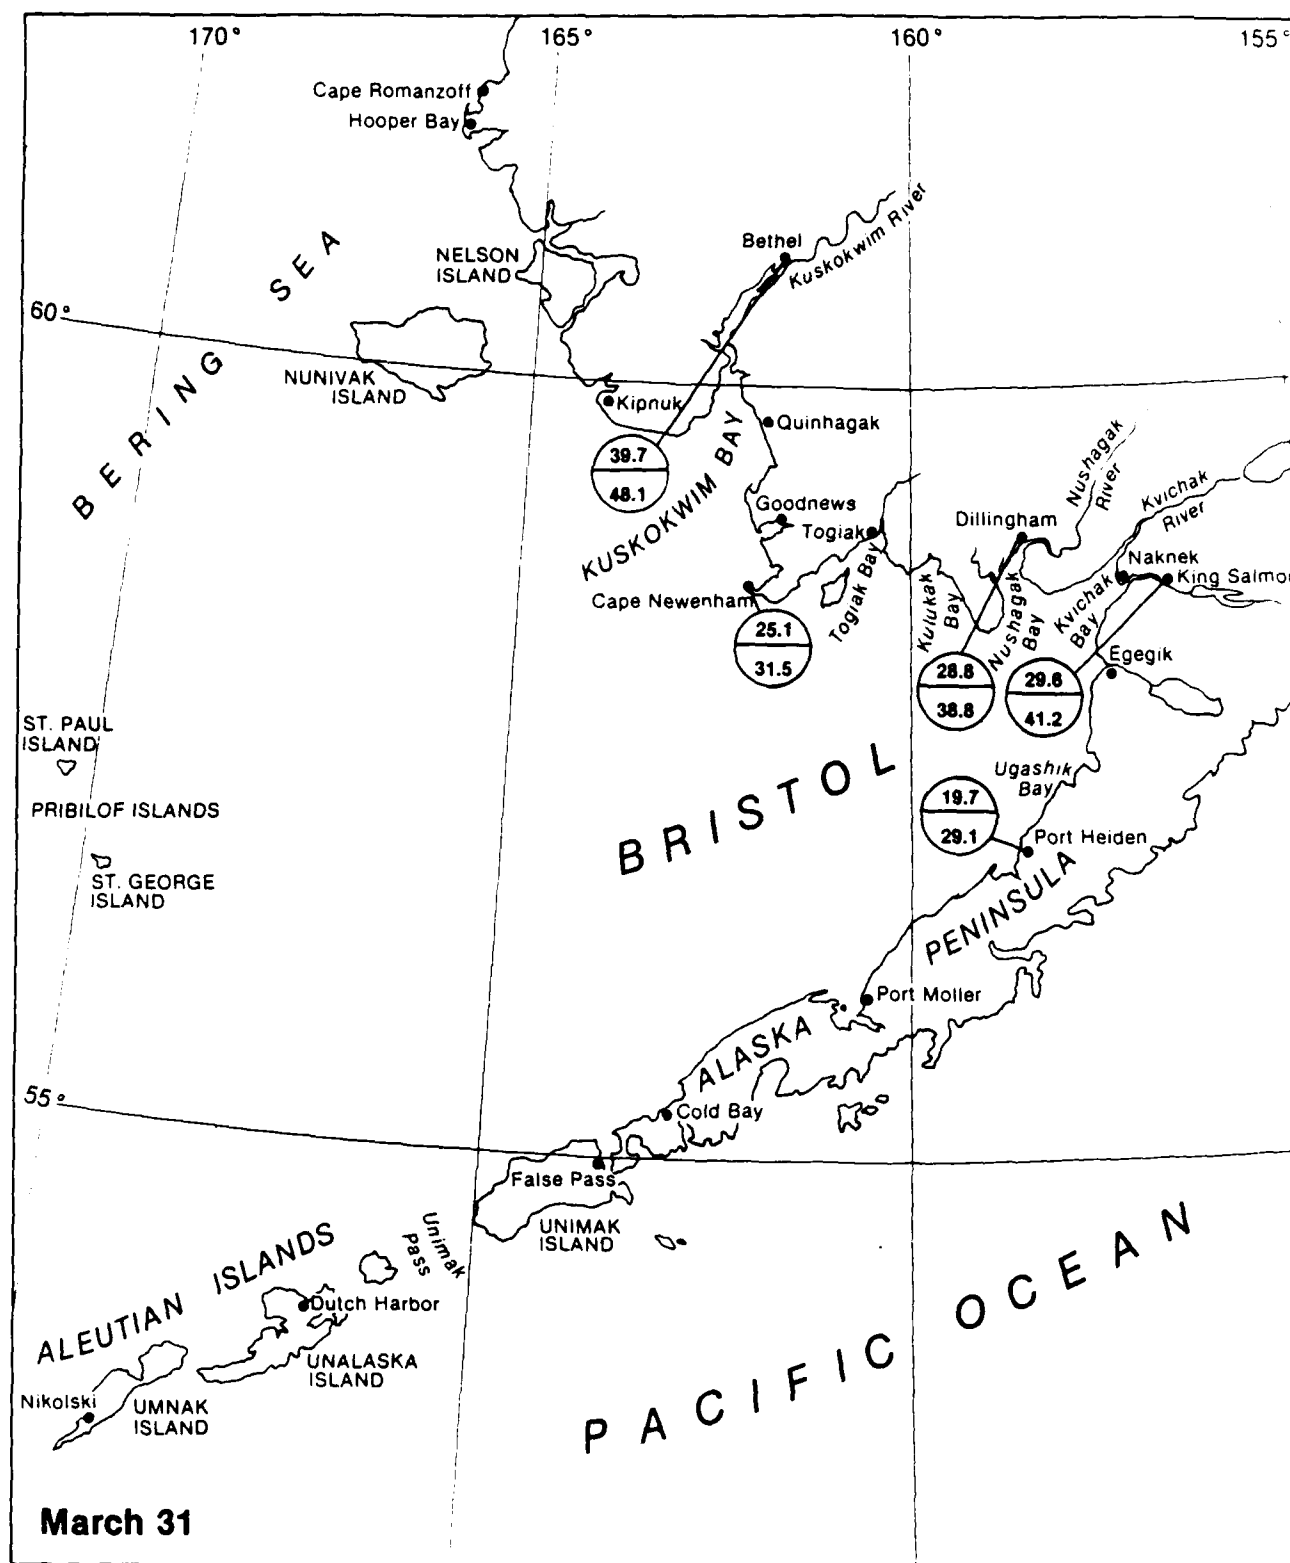 170°
165°
160°
155°
Cape Romanzoff
Hooper Bay
Bethel
Kuskokwim River
NELSON
ISLAND
BERING SEA
60°
NUNIVAK
ISLAND
Kipnuk
Quinhagak
39.7
48.1
KUSKOKWIM BAY
Goodnews
Togiak
Dillingham
Nushagak
River
Kvichak
River
Naknek
King Salmon
Cape Newenham
Togiak Bay
Kulukak
Bay
Nushagak
Bay
Kvichak
Bay
Egegik
25.1
31.5
28.8
38.8
29.6
41.2
ST. PAUL
ISLAND
PRIBILOF ISLANDS
ST. GEORGE
ISLAND
BRISTOL
Ugashik
Bay
19.7
29.1
Port Heiden
ALASKA PENINSULA
Port Moller
55°
Cold Bay
False Pass
UNIMAK
ISLAND
Unimak
Pass
ALEUTIAN ISLANDS
Dutch Harbor
UNALASKA
ISLAND
Nikolski
UMNAK
ISLAND
PACIFIC OCEAN
March 31